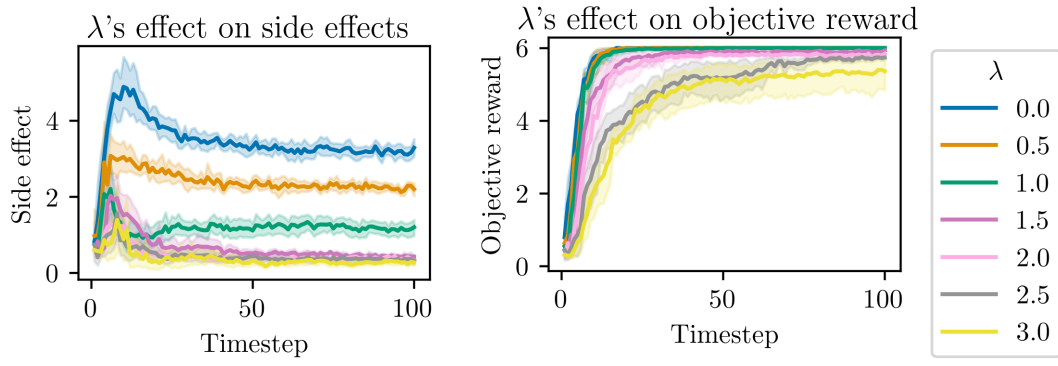 λ's effect on side effects
Side effect
4
2
0
0
50
100
Timestep
λ's effect on objective reward
Objective reward
6
4
2
0
0
50
100
Timestep
λ
0.0
0.5
1.0
1.5
2.0
2.5
3.0